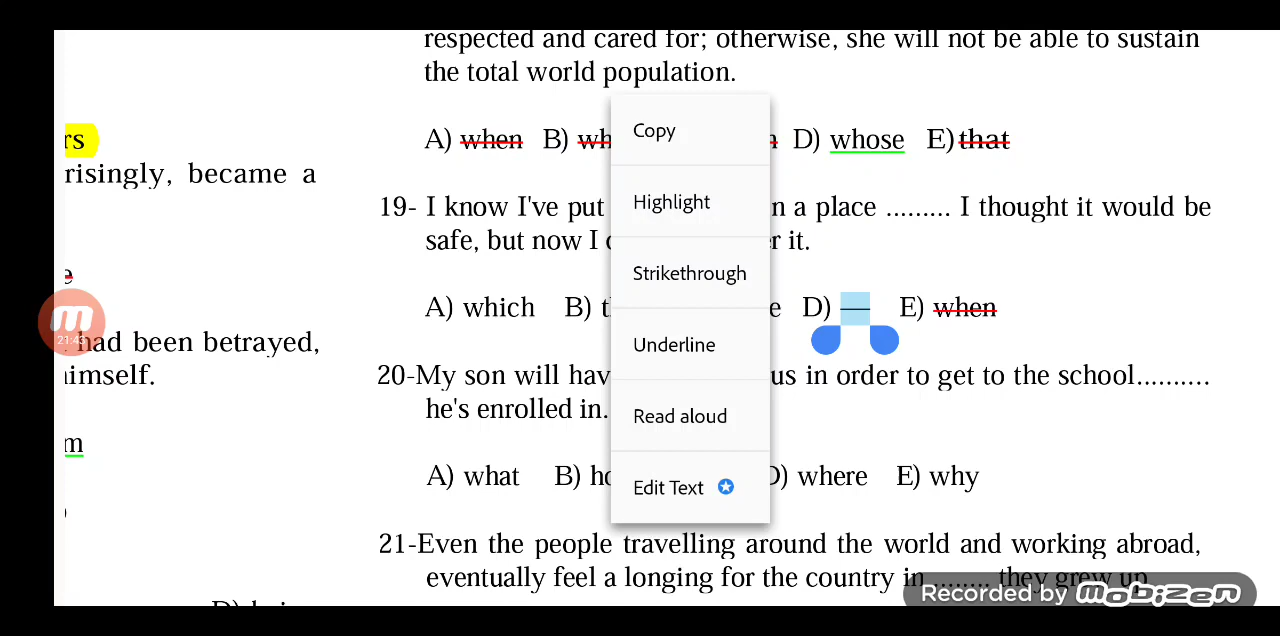 respected and cared for; otherwise, she will not be able to sustain
the total world population.
rs
risingly, became a
A) when B) wh D) whose E) that
19- I know I've put n a place ......... I thought it would be
safe, but now I r it.
A) which B) t e D) — E) when
had been betrayed,
imself.
20-My son will hav us in order to get to the school..........
he's enrolled in.
m
A) what B) ho D) where E) why
21-Even the people travelling around the world and working abroad,
eventually feel a longing for the country in ........ they grew up
Copy
Highlight
Strikethrough
Underline
Read aloud
Edit Text
21:43
Recorded by mobizen